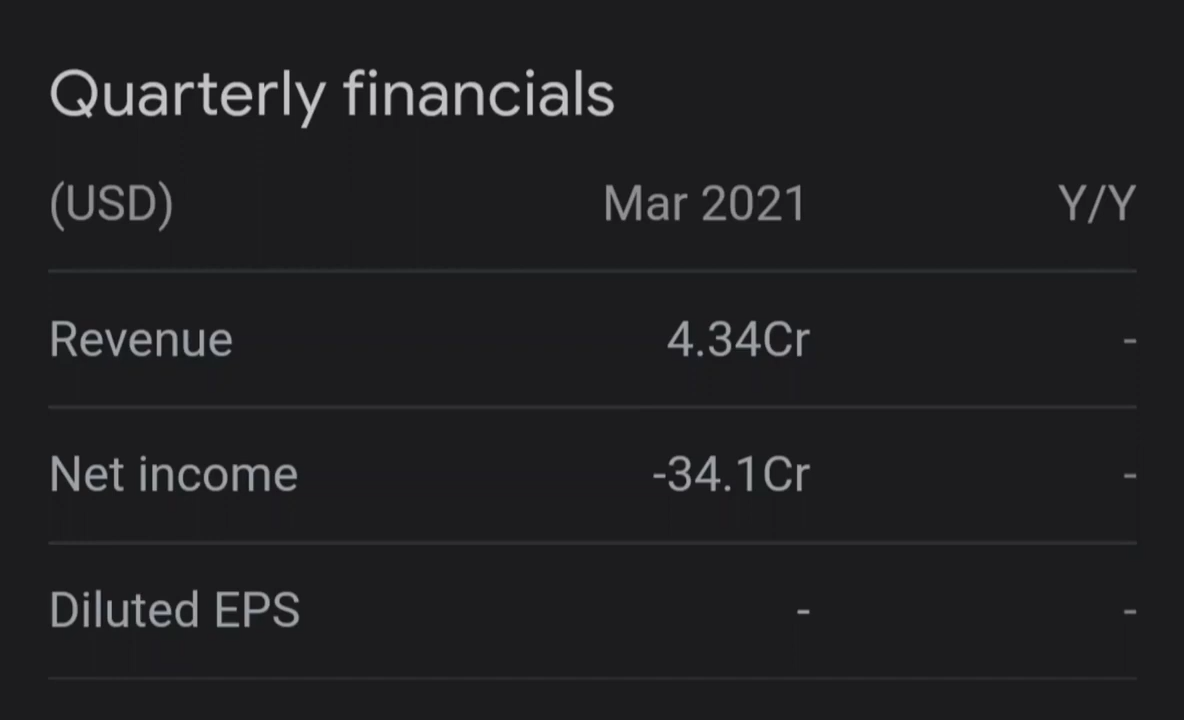 Quarterly financials
(USD) Mar 2021 Y/Y
Revenue 4.34Cr -
Net income -34.1Cr -
Diluted EPS - -